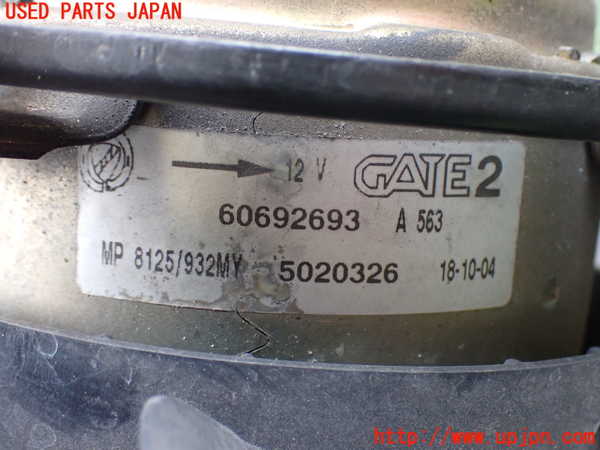 USED PARTS JAPAN
12 V GATE 2
60692693 A 563
MP 8125/932MY 5020326 18-10-04
http://www.upjpn.com/